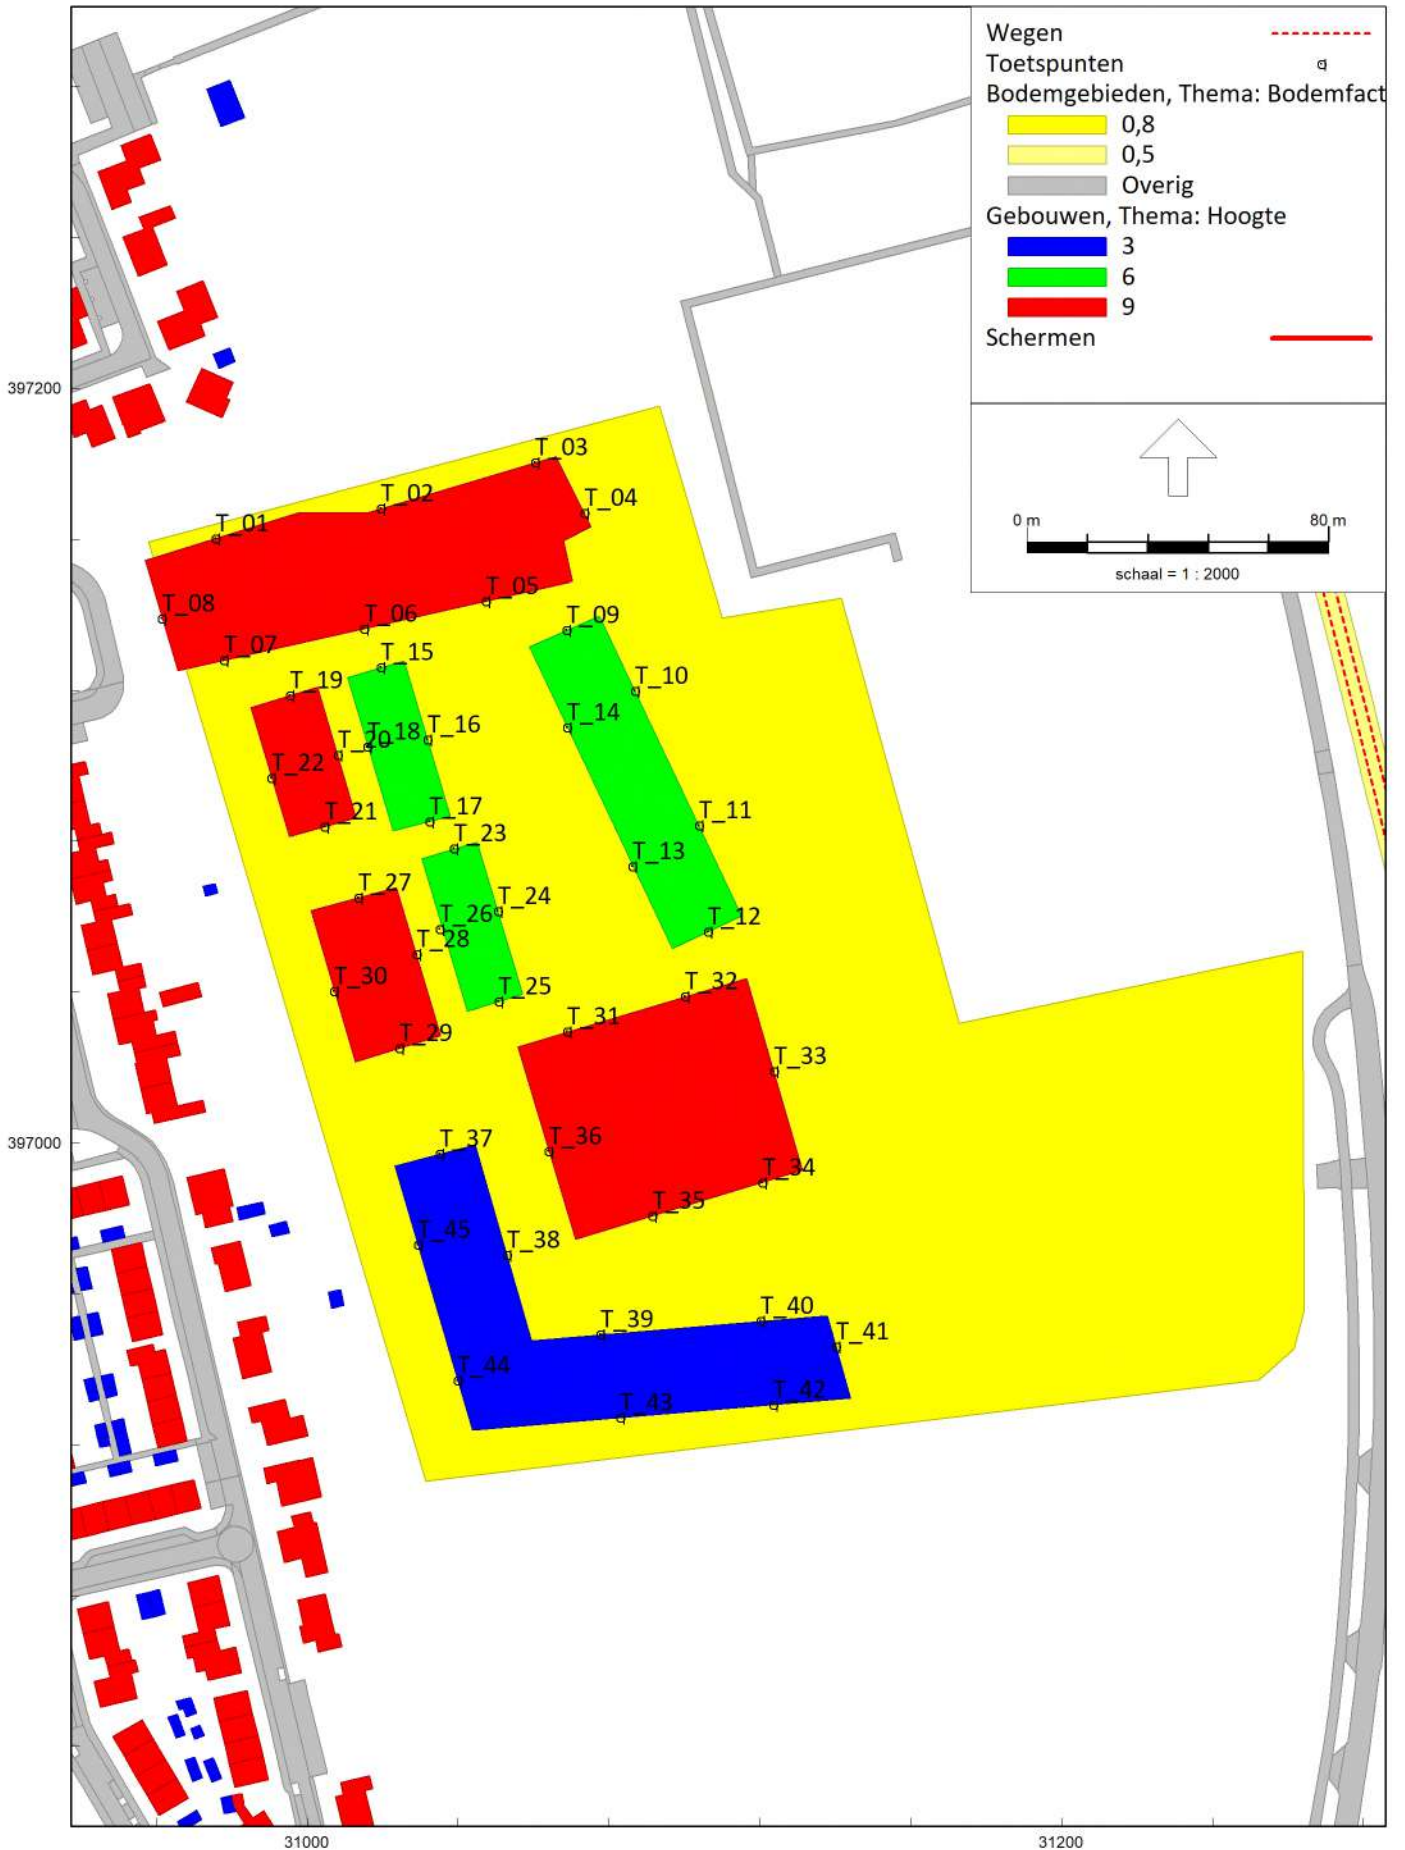 Wegen
Toetspunten
Bodemgebieden, Thema: Bodemfact
0,8
0,5
Overig
Gebouwen, Thema: Hoogte
3
6
9
Schermen
0 m 80 m
schaal = 1 : 2000
397200
T_03
T_02
T_04
T_01
T_05
T_08
T_06
T_09
T_07
T_15
T_19
T_10
T_14
T_16
T_18
T_20
T_22
T_17
T_11
T_21
T_23
T_13
T_27
T_24
T_26
T_12
T_28
T_30
T_25
T_32
T_31
T_29
T_33
397000
T_37
T_36
T_34
T_35
T_45
T_38
T_40
T_39
T_41
T_44
T_42
T_43
31000
31200